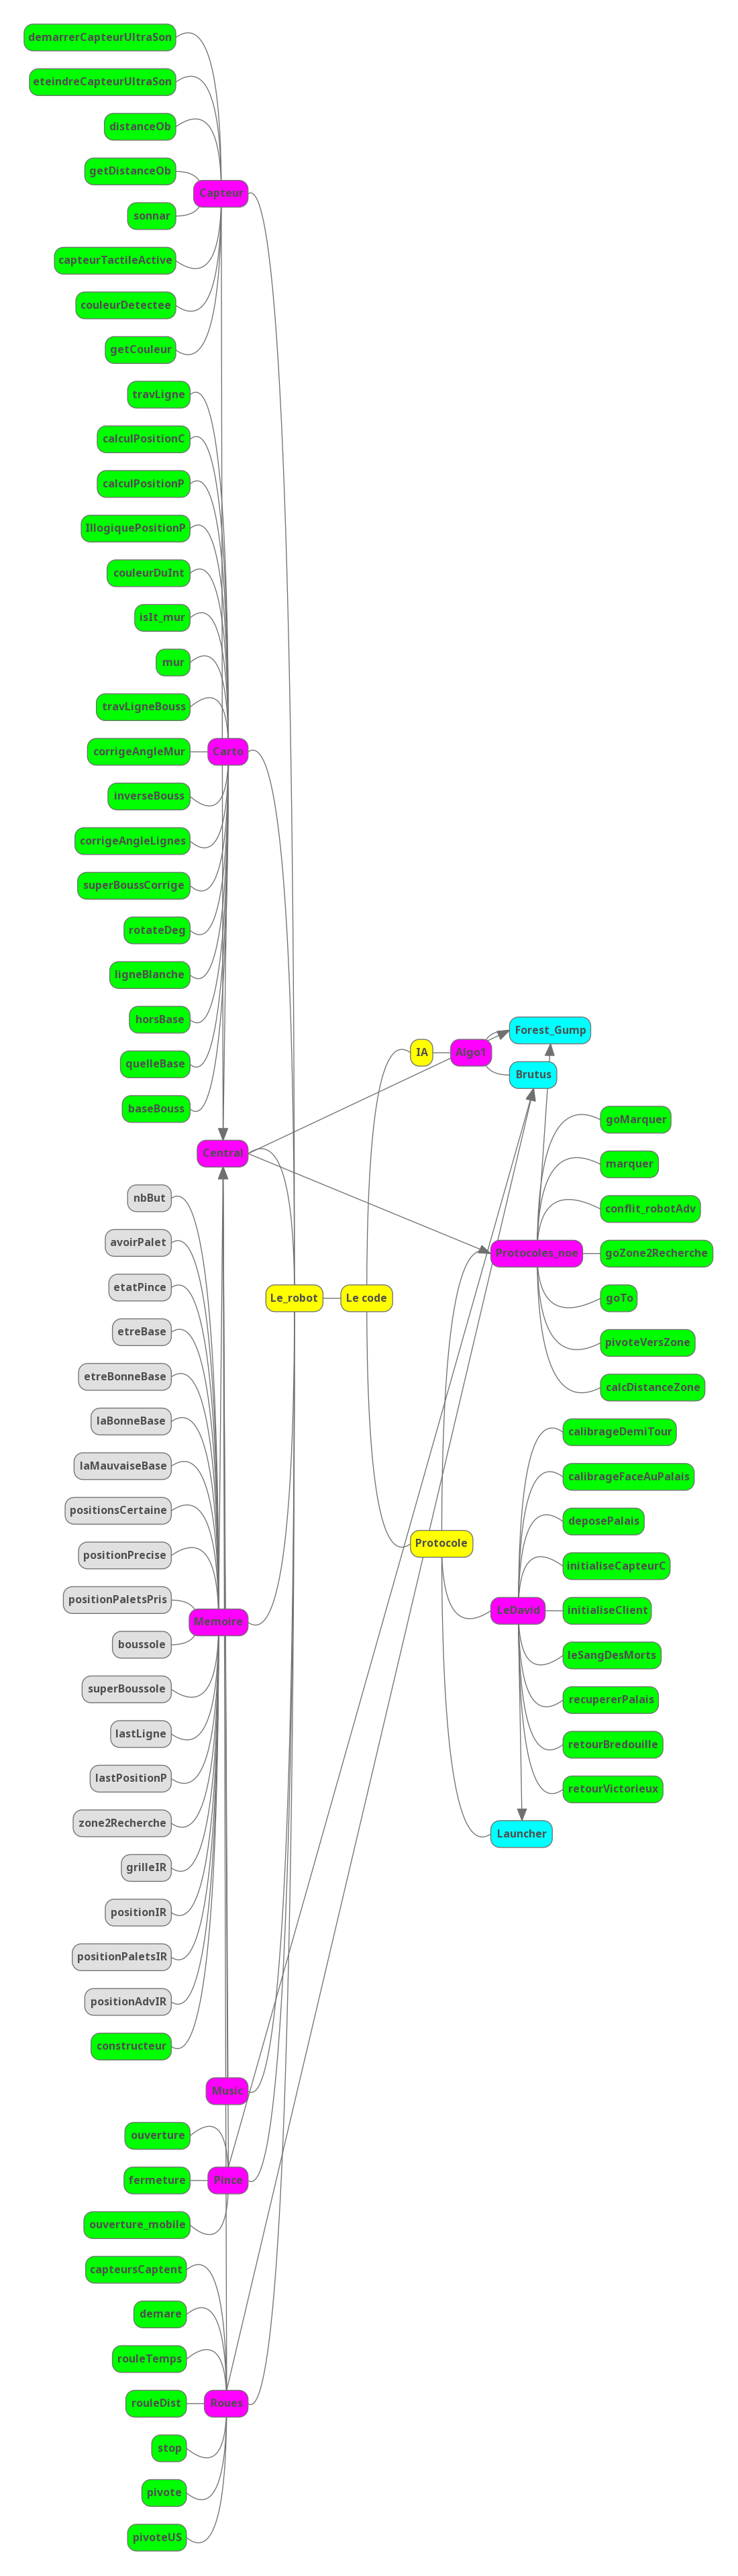 demarrerCapteurUltraSon
eteindreCapteurUltraSon
distanceOb
getDistanceOb
Capteur
sonnar
capteurTactileActive
couleurDetectee
getCouleur
travLigne
calculPositionC
calculPositionP
IllogiquePositionP
couleurDuInt
isIt_mur
mur
travLigneBouss
corrigeAngleMur
Carto
inverseBouss
corrigeAngleLignes
superBoussCorrige
rotateDeg
ligneBlanche
horsBase
quelleBase
baseBouss
Central
nbBut
avoirPalet
etatPince
etreBase
etreBonneBase
laBonneBase
laMauvaiseBase
positionsCertaine
positionPrecise
positionPaletsPris
Memoire
boussole
superBoussole
lastLigne
lastPositionP
zone2Recherche
grilleIR
positionIR
positionPaletsIR
positionAdvIR
constructeur
Music
ouverture
fermeture
Pince
ouverture_mobile
capteursCaptent
demare
rouleTemps
rouleDist
Roues
stop
pivote
pivoteUS
Le_robot
Le code
IA
Algo1
Forest_Gump
Brutus
goMarquer
marquer
conflit_robotAdv
Protocoles_noe
goZone2Recherche
goTo
pivoteVersZone
calcDistanceZone
Protocole
calibrageDemiTour
calibrageFaceAuPalais
deposePalais
initialiseCapteurC
LeDavid
initialiseClient
leSangDesMorts
recupererPalais
retourBredouille
retourVictorieux
Launcher